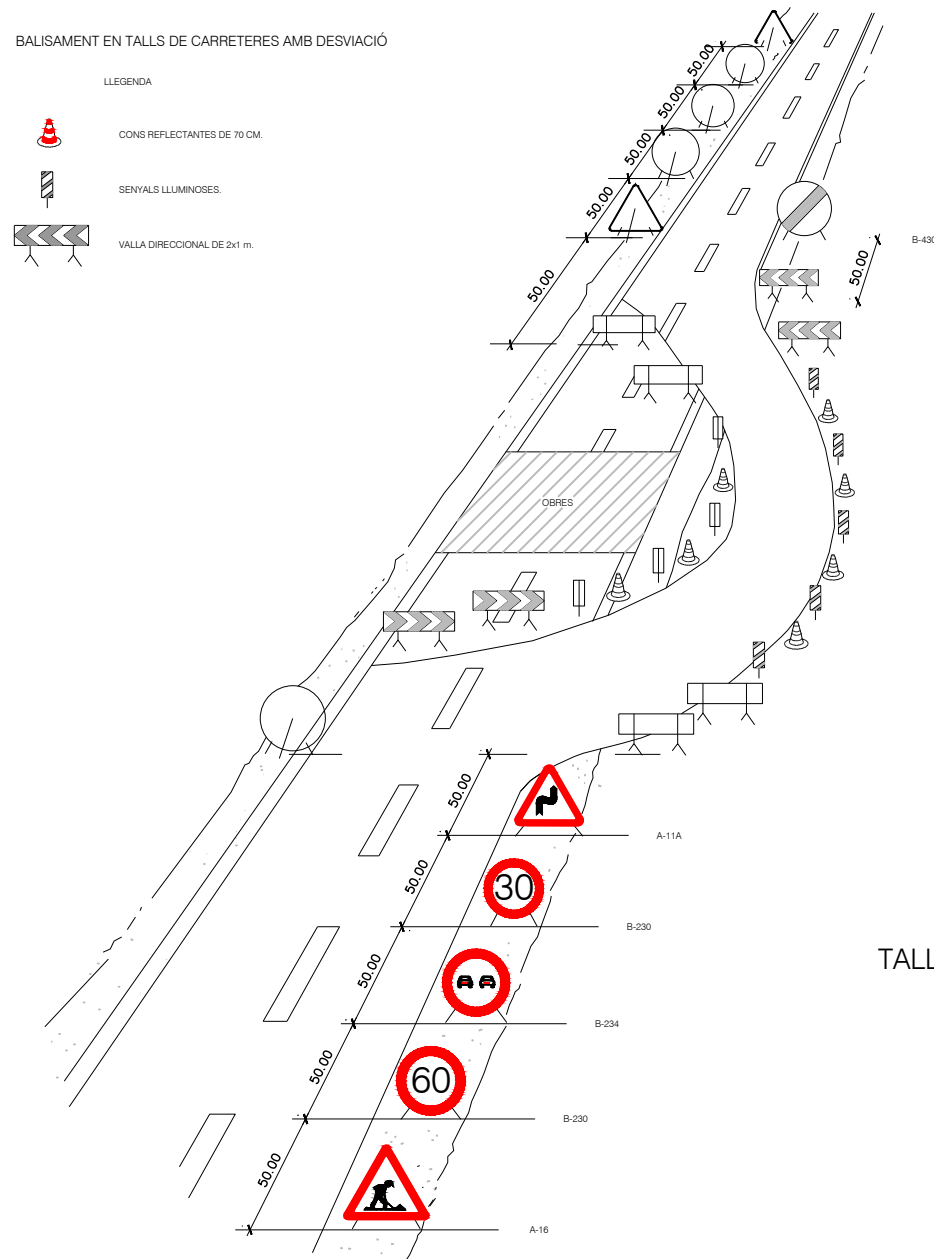 BALISAMENT EN TALLS DE CARRETERES AMB DESVIACIÓ
LLEGENDA
CONS REFLECTANTES DE 70 CM.
SENYALS LLUMINOSES.
VALLA DIRECCIONAL DE 2x1 m.
50.00
50.00
50.00
50.00
50.00
B-430
50.00
OBRES
50.00
A-11A
50.00
30
B-230
50.00
TALL
B-234
50.00
60
B-230
50.00
A-16